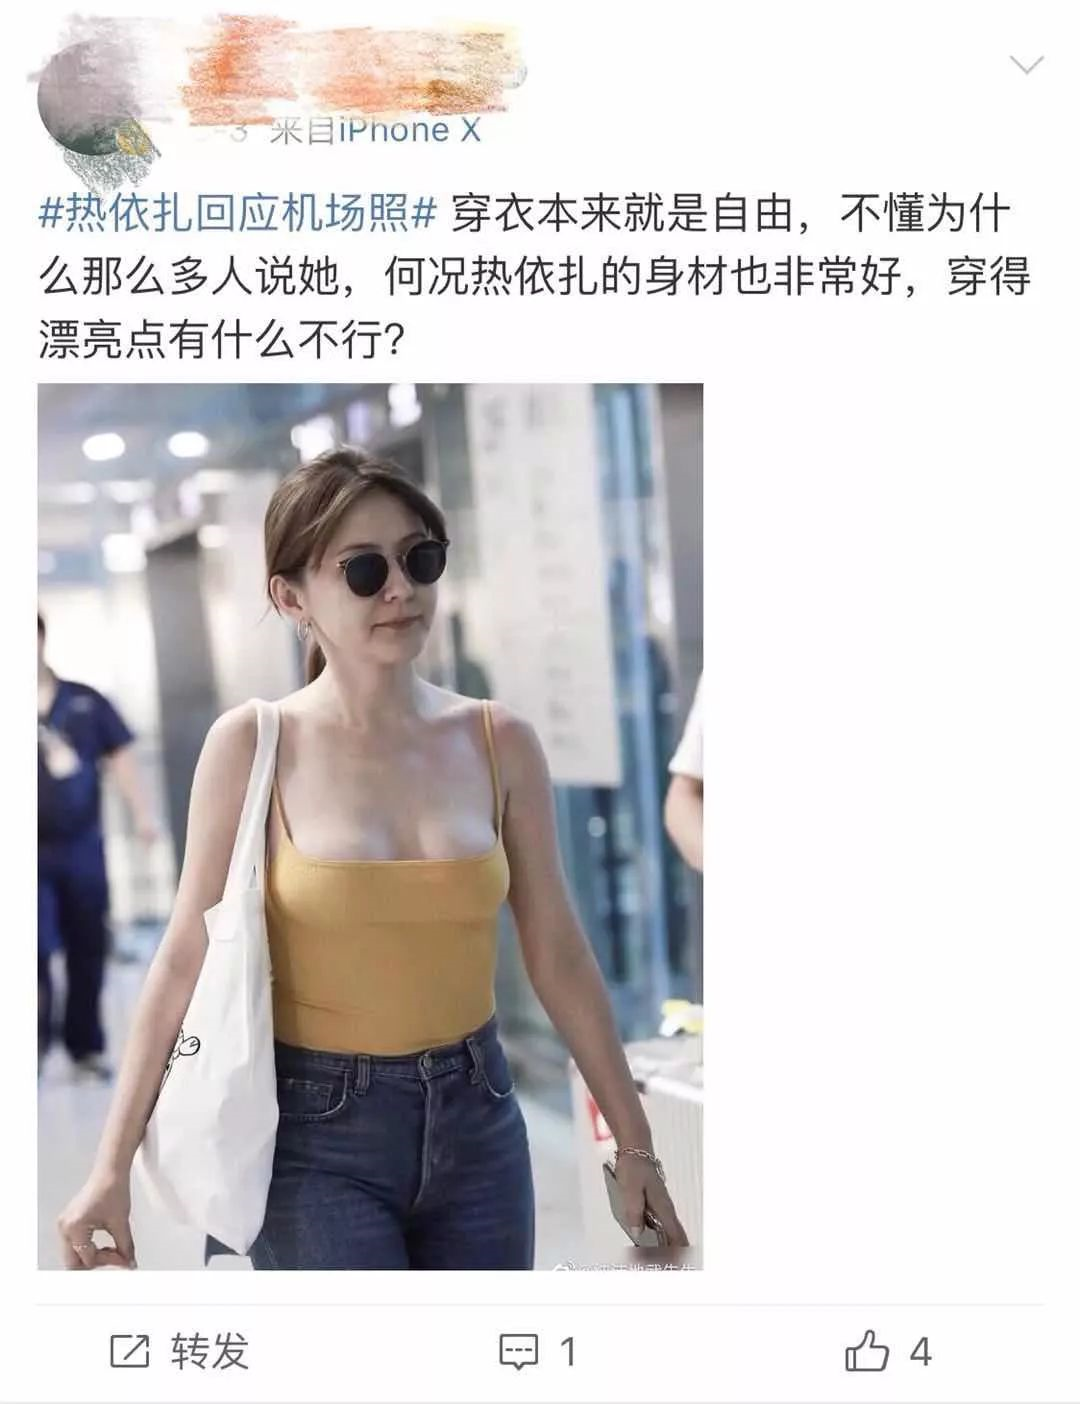 -3 来自iPhone X
#热依扎回应机场照# 穿衣本来就是自由，不懂为什
么那么多人说她，何况热依扎的身材也非常好，穿得
漂亮点有什么不行？
转发
1
4